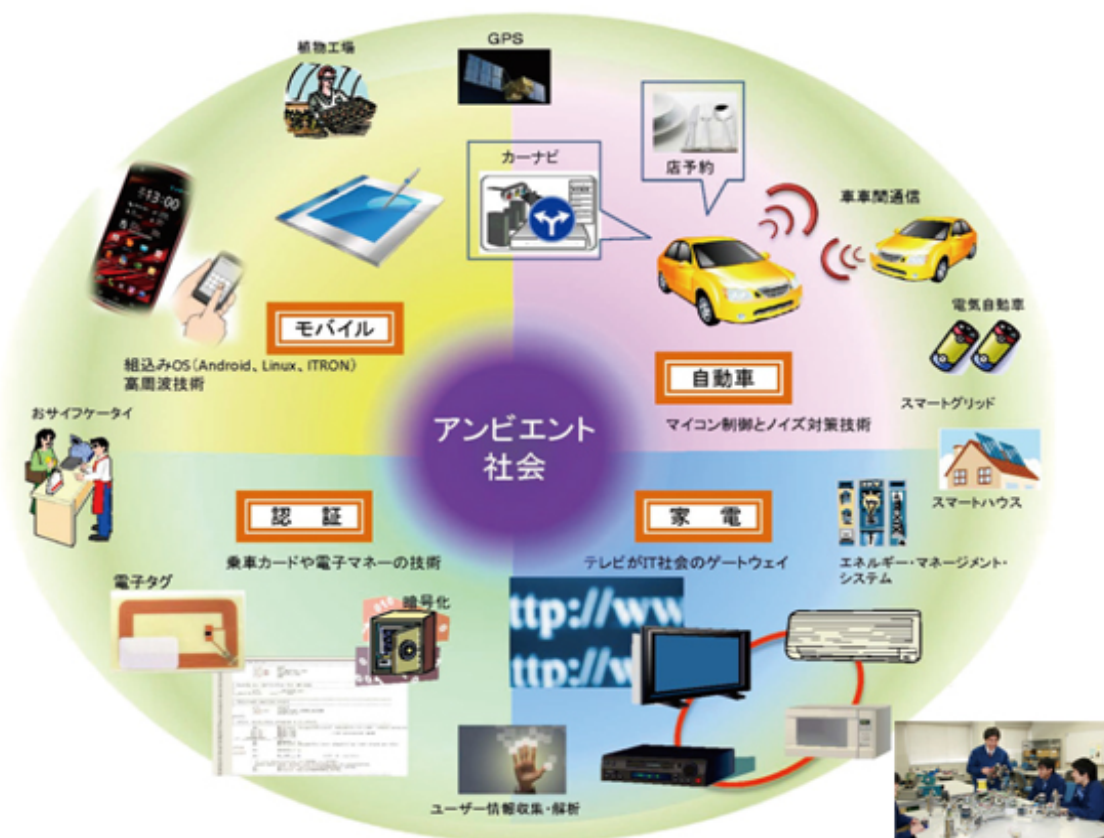 植物工場
GPS
カーナビ
店予約
車車間通信
電気自動車
モバイル
組込みOS(Android、Linux、ITRON)
高周波技術
自動車
マイコン制御とノイズ対策技術
スマートグリッド
スマートハウス
おサイフケータイ
アンビエント
社会
認 証
乗車カードや電子マネーの技術
家 電
テレビがIT社会のゲートウェイ
エネルギー・マネージメント・
システム
電子タグ
暗号化
ttp://ww
ttp://w
ユーザー情報収集・解析